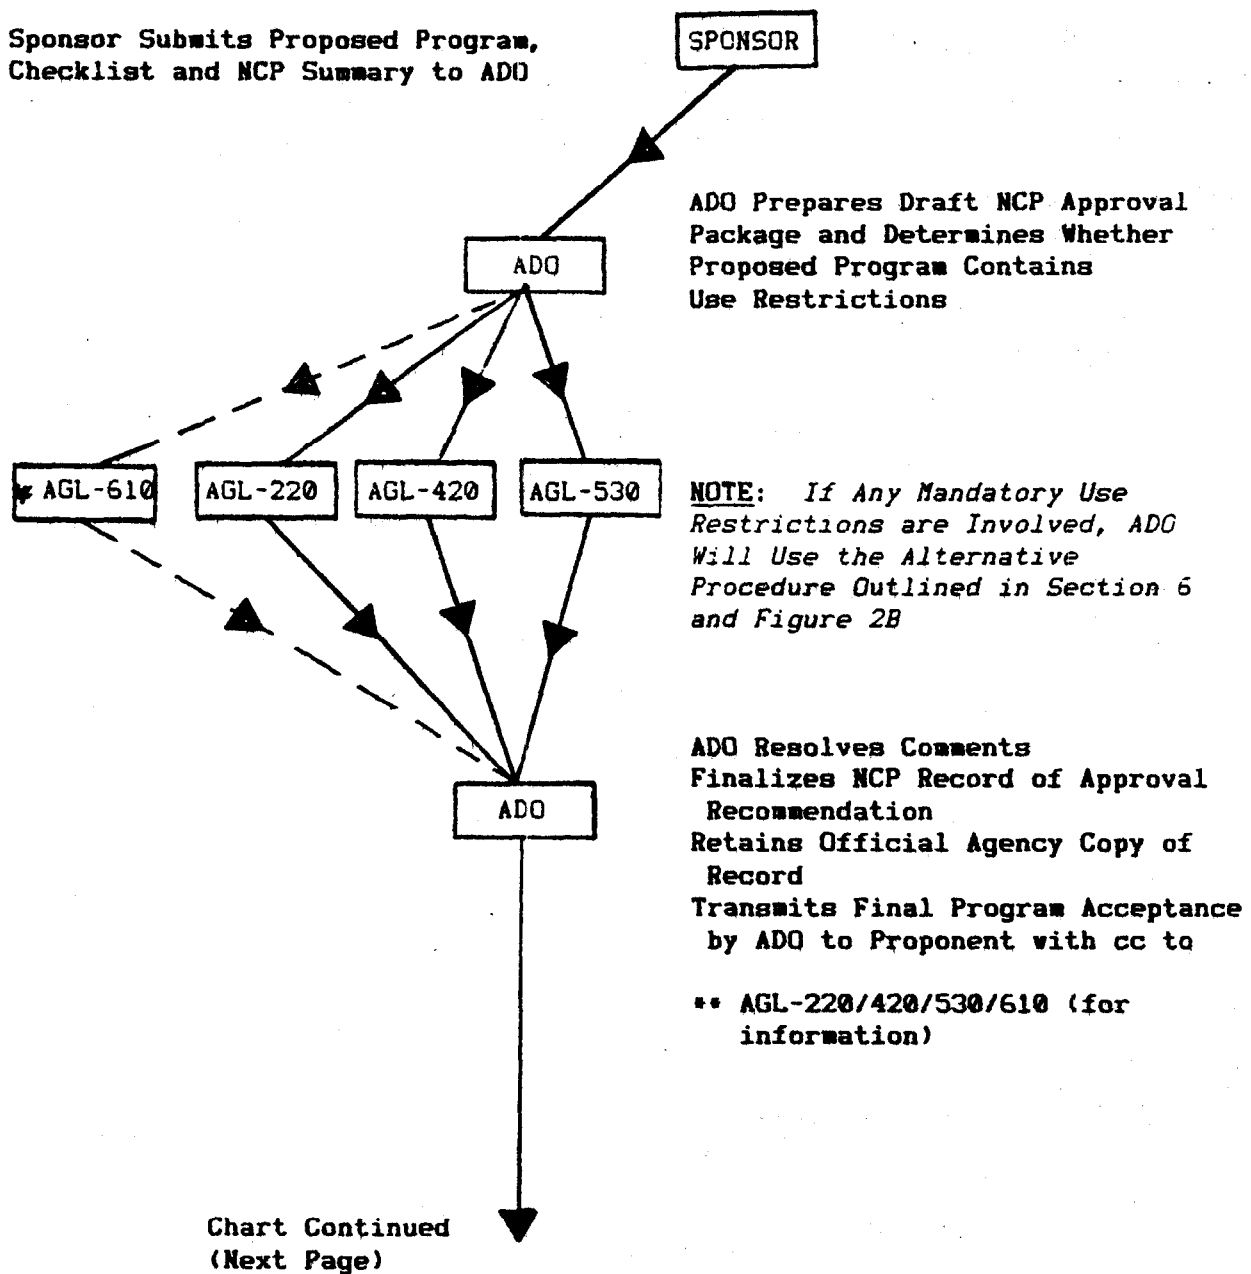 Sponsor Submits Proposed Program,
Checklist and NCP Summary to ADO
SPONSOR
ADO Prepares Draft NCP Approval
Package and Determines Whether
Proposed Program Contains
Use Restrictions
ADO
* AGL-610
AGL-220
AGL-420
AGL-530
NOTE: If Any Mandatory Use
Restrictions are Involved, ADO
Will Use the Alternative
Procedure Outlined in Section 6
and Figure 2B
ADO Resolves Comments
Finalizes NCP Record of Approval
Recommendation
Retains Official Agency Copy of
Record
Transmits Final Program Acceptance
by ADO to Proponent with cc to
** AGL-220/420/530/610 (for
information)
ADO
Chart Continued
(Next Page)